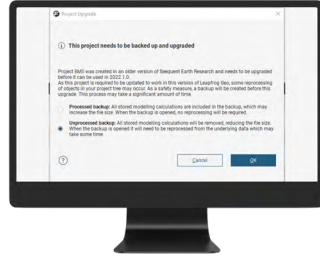 Project Upgrade
This project needs to be backed up and upgraded
Project BMS was created in an older version of Seequent Earth Research and needs to be upgraded
before it can be used in 2022.1.0.
As this project is required to be updated to work in this version of Leapfrog Geo, some reprocessing
of objects in your project tree may occur. As a safety measure, a backup will be created before this
upgrade. This process may take a significant amount of time.
Processed backup: All stored modelling calculations are included in the backup, which may
increase the file size. When the backup is opened, no reprocessing will be required.
Unprocessed backup: All stored modelling calculations will be removed, reducing the file size.
When the backup is opened it will need to be reprocessed from the underlying data which may
take some time.
?
Cancel
OK